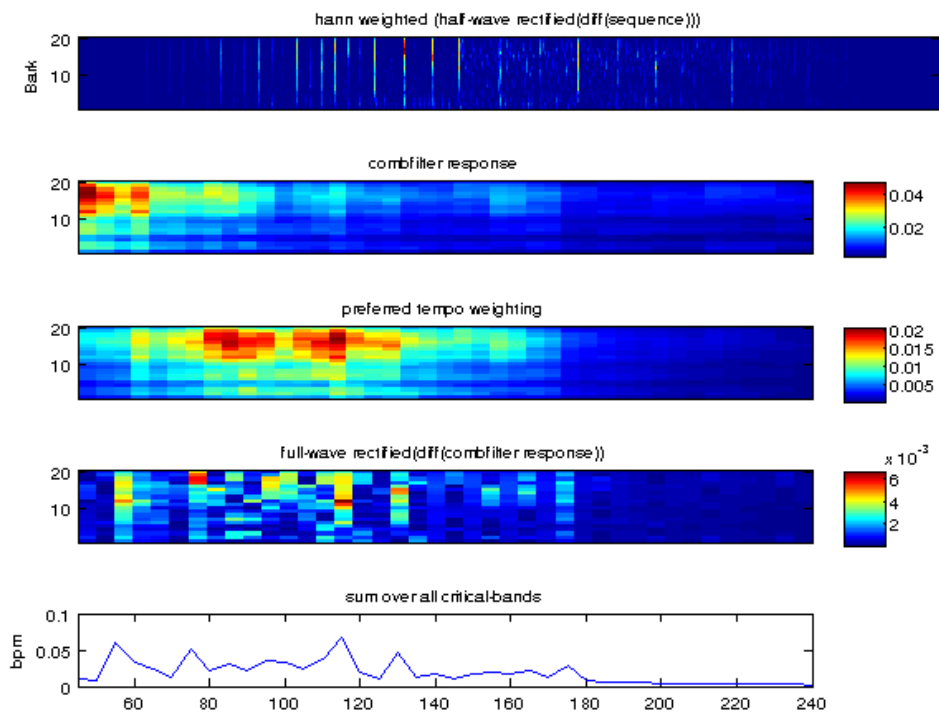 hann weighted (half-wave rectified(diff(sequence)))
20
10
Bark
combfilter response
20
10
0.04
0.02
preferred tempo weighting
20
10
0.02
0.015
0.01
0.005
full-wave rectified(diff(combfilter response))
20
10
x 10^-3
6
4
2
sum over all critical-bands
0.1
0.05
0
bpm
60 80 100 120 140 160 180 200 220 240